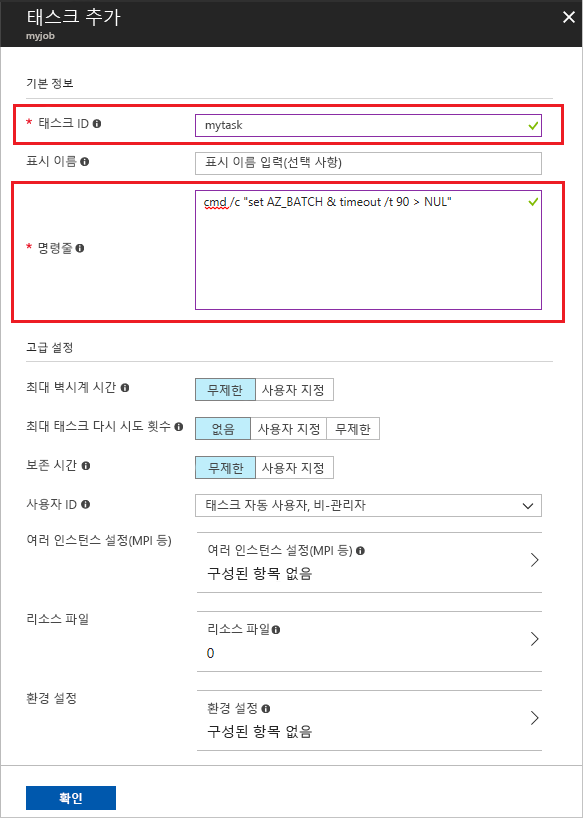 태스크 추가
myjob
기본 정보
* 태스크 ID
mytask
표시 이름
표시 이름 입력(선택 사항)
* 명령줄
cmd /c "set AZ_BATCH & timeout /t 90 > NUL"
고급 설정
최대 벽시계 시간
무제한 사용자 지정
최대 태스크 다시 시도 횟수
없음 사용자 지정 무제한
보존 시간
무제한 사용자 지정
사용자 ID
태스크 자동 사용자, 비-관리자
여러 인스턴스 설정(MPI 등)
여러 인스턴스 설정(MPI 등)
구성된 항목 없음
리소스 파일
리소스 파일
0
환경 설정
환경 설정
구성된 항목 없음
확인